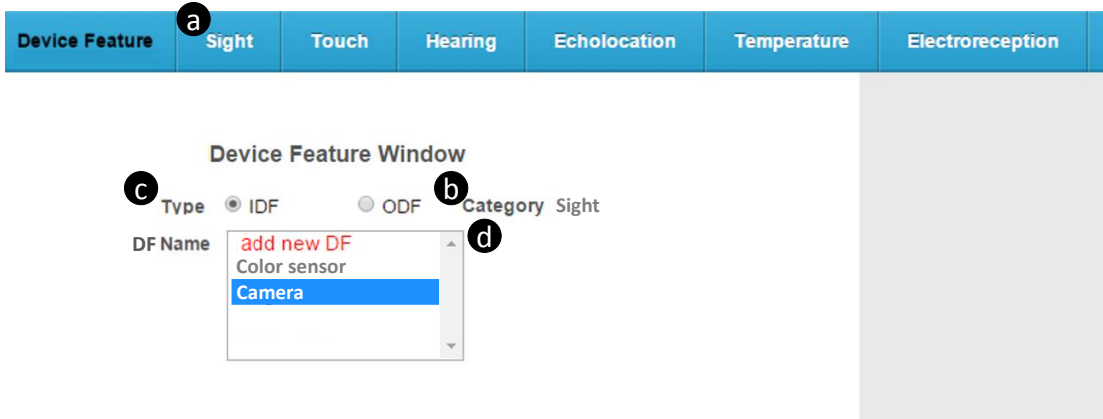 a
Device Feature Sight Touch Hearing Echolocation Temperature Electroreception
Device Feature Window
c Type IDF ODF b Category Sight
DF Name add new DF d
Color sensor
Camera